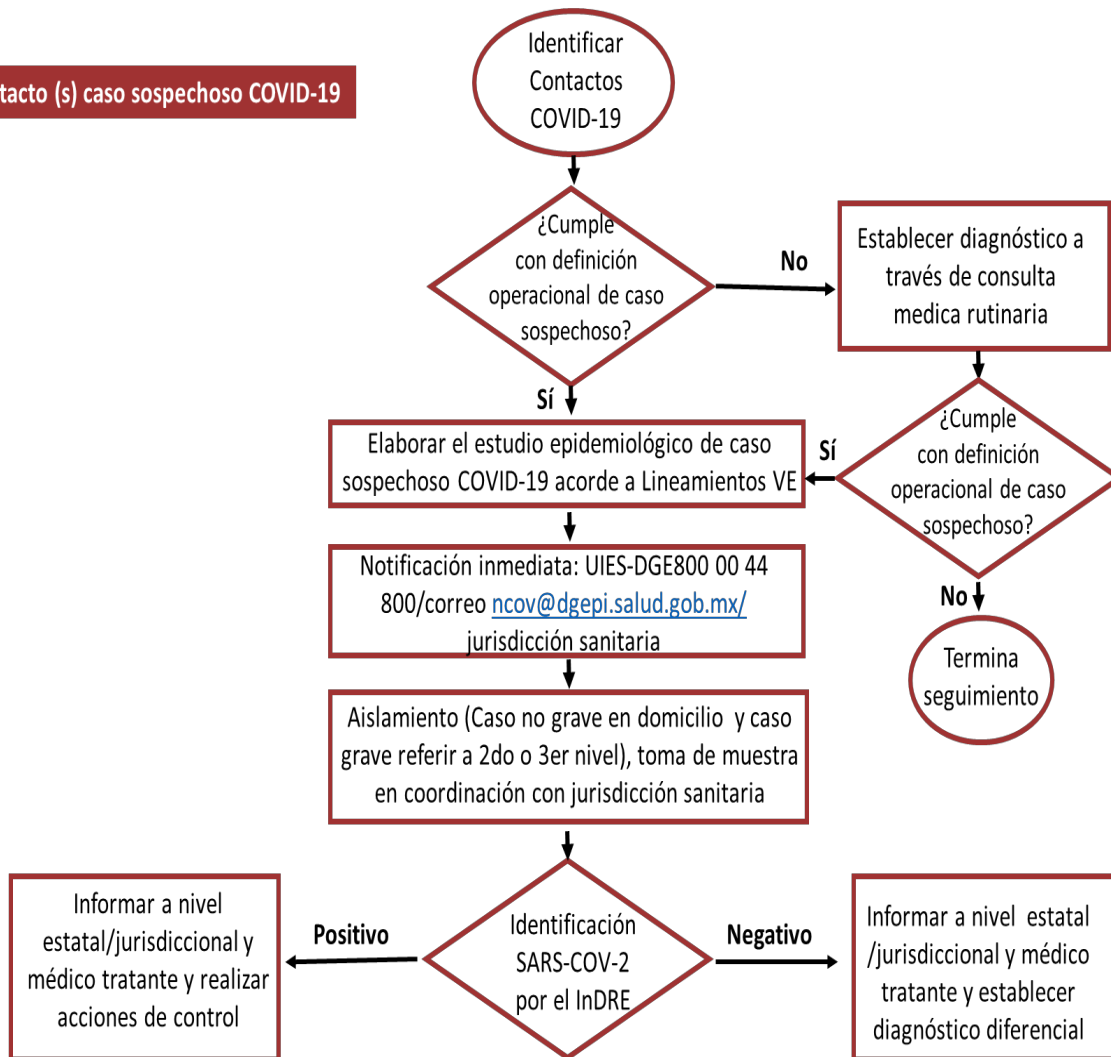 Identificar
Contactos
COVID-19
tacto (s) caso sospechoso COVID-19
¿Cumple
con definición
operacional de caso
sospechoso?
No
Establecer diagnóstico a
través de consulta
medica rutinaria
Sí
¿Cumple
con definición
operacional de caso
sospechoso?
Sí
Elaborar el estudio epidemiológico de caso
sospechoso COVID-19 acorde a Lineamientos VE
No
Termina
seguimiento
Notificación inmediata: UIES-DGE800 00 44
800/correo ncov@dgepi.salud.gob.mx/
jurisdicción sanitaria
Aislamiento (Caso no grave en domicilio y caso
grave referir a 2do o 3er nivel), toma de muestra
en coordinación con jurisdicción sanitaria
Identificación
SARS-COV-2
por el InDRE
Positivo
Informar a nivel
estatal/jurisdiccional y
médico tratante y realizar
acciones de control
Negativo
Informar a nivel estatal
/jurisdiccional y médico
tratante y establecer
diagnóstico diferencial